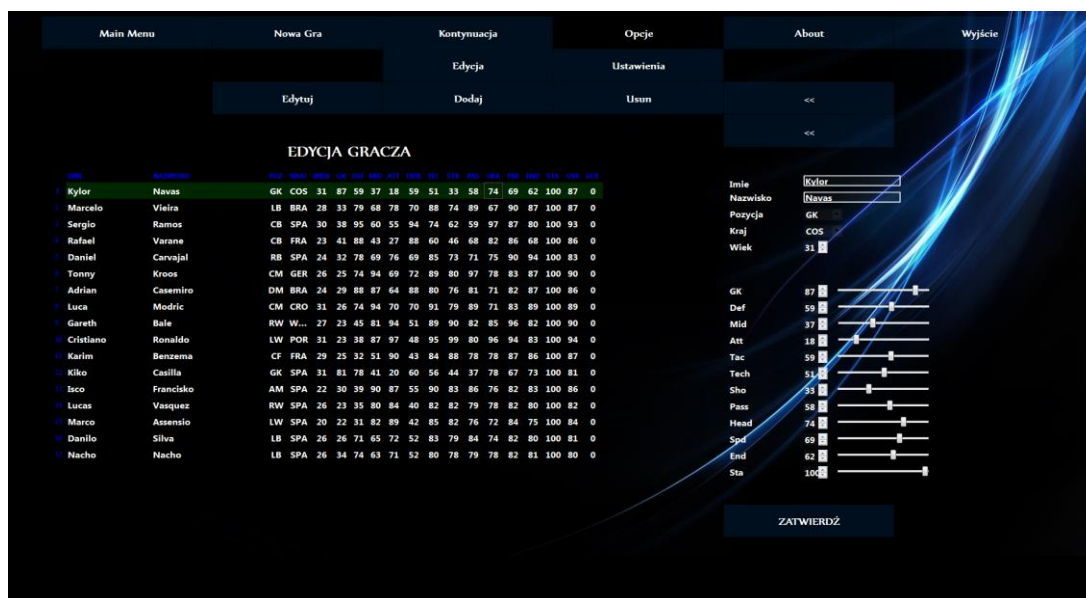 Main Menu Nowa Gra Kontynuacja Opcje About Wyjście
Edycja Ustawienia
Edytuj Dodaj Usun <<
<<
EDYCJA GRACZA
Kylor Navas GK COS 31 87 59 37 18 59 51 33 58 74 69 62 100 87 0
Marcelo Vieira LB BRA 28 33 79 68 78 70 88 74 89 67 90 87 100 87 0
Sergio Ramos CB SPA 30 38 95 60 55 94 74 62 59 97 87 80 100 93 0
Rafael Varane CB FRA 23 41 88 43 27 88 60 46 68 82 86 68 100 86 0
Daniel Carvajal RB SPA 24 32 78 69 76 69 85 73 71 75 90 94 100 83 0
Tonny Kroos CM GER 26 25 74 94 69 72 89 80 97 78 83 87 100 90 0
Adrian Casemiro DM BRA 24 29 88 87 64 88 80 76 81 71 82 87 100 86 0
Luca Modric CM CRO 31 26 74 94 70 70 91 79 89 71 83 89 100 89 0
Gareth Bale RW W... 27 23 45 81 94 51 89 90 82 85 96 82 100 90 0
Cristiano Ronaldo LW POR 31 23 38 87 97 48 95 99 80 96 94 83 100 94 0
Karim Benzema CF FRA 29 25 32 51 90 43 84 88 78 78 87 86 100 87 0
Kiko Casilla GK SPA 31 81 78 41 20 60 56 44 37 78 67 73 100 81 0
Isco Francisko AM SPA 22 30 39 90 87 55 90 83 86 76 82 83 100 86 0
Lucas Vasquez RW SPA 26 23 35 80 84 40 82 82 79 78 82 80 100 82 0
Marco Assensio LW SPA 20 22 31 82 89 42 85 82 76 72 84 75 100 84 0
Danilo Silva LB SPA 26 26 71 65 72 52 83 79 84 74 82 80 100 81 0
Nacho Nacho LB SPA 26 34 74 63 71 52 80 78 79 78 82 81 100 80 0
Imie Kylor
Nazwisko Navas
Pozycja GK
Kraj COS
Wiek 31
GK 87
Def 59
Mid 37
Att 18
Tac 59
Tech 51
Sho 33
Pass 58
Head 74
Spd 69
End 62
Sta 100
ZATWIERDŹ